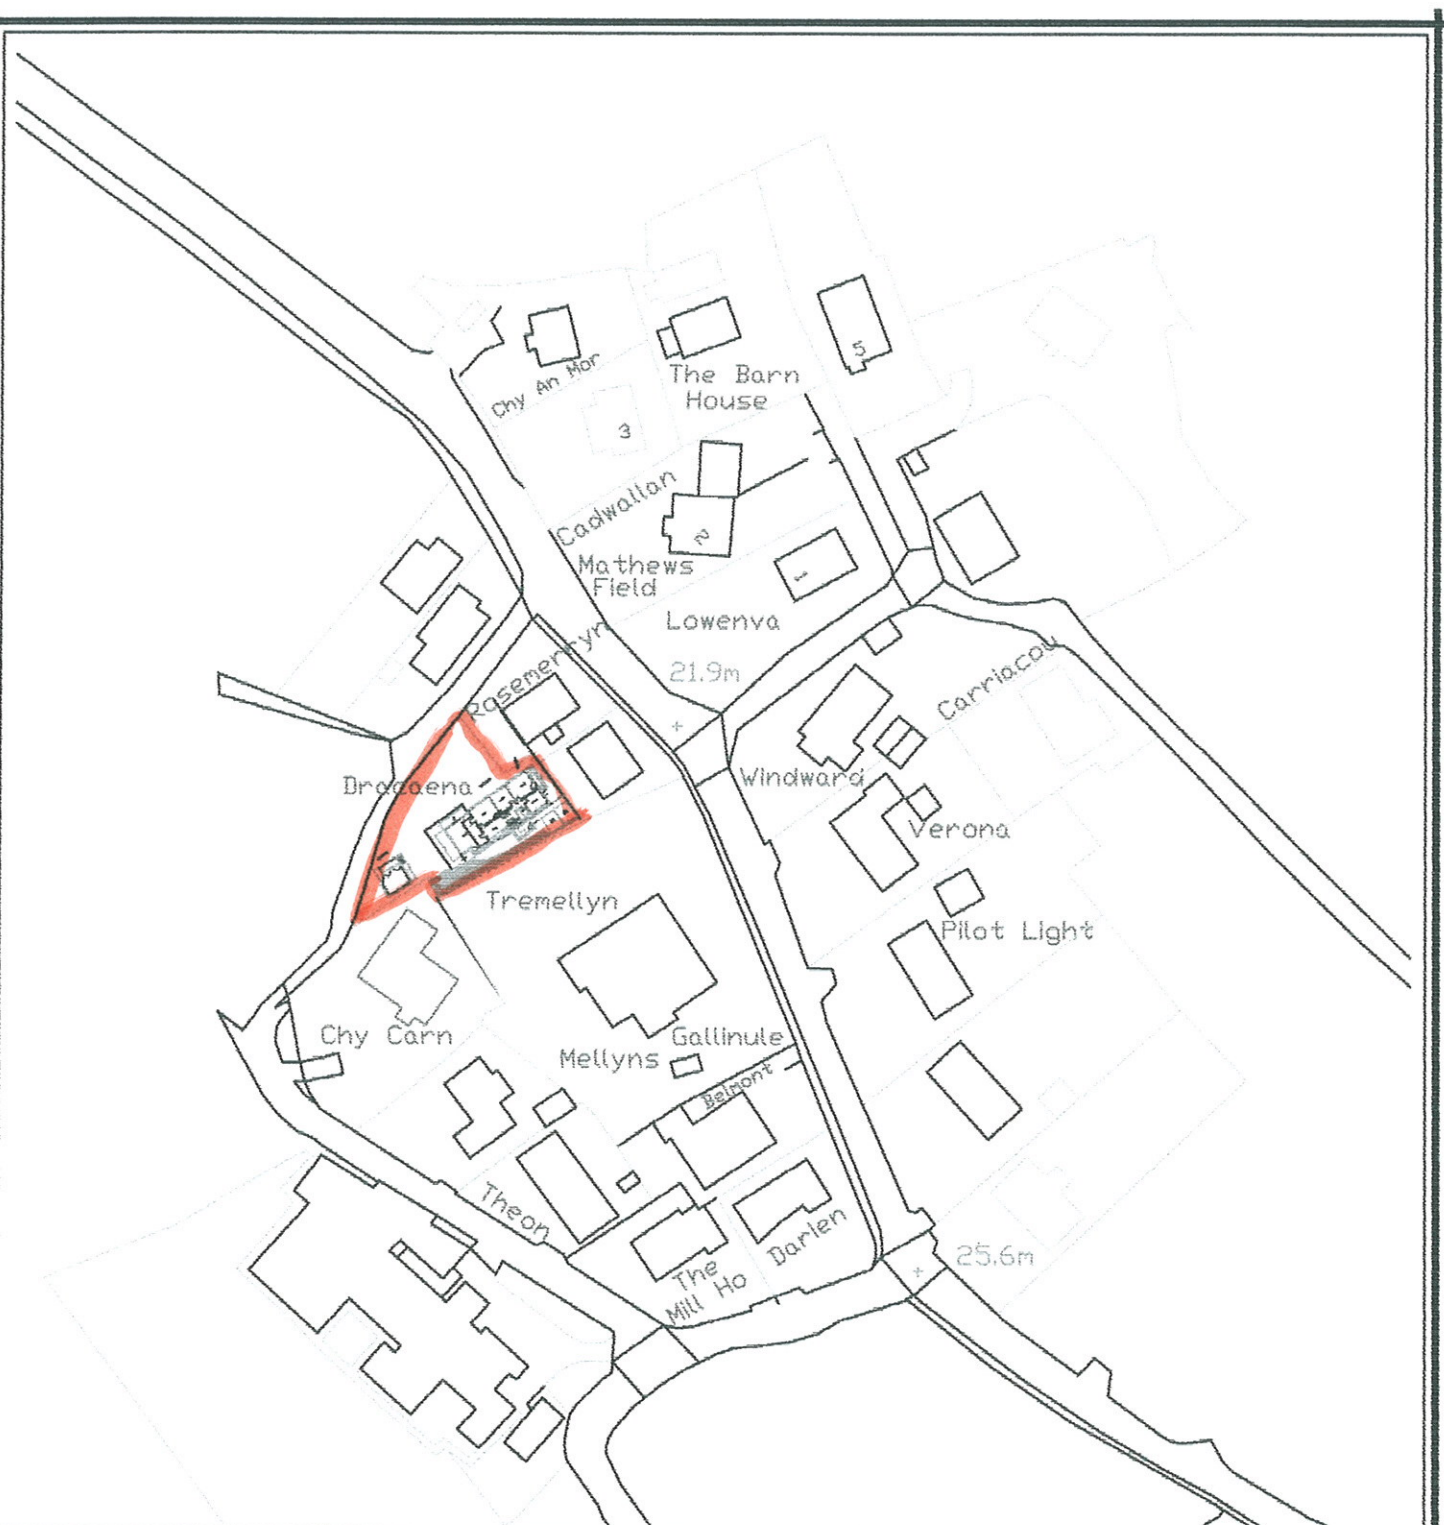 Chy An Mor
The Barn
House
5
3
Cadwallan
2
Mathews
Field
1
Lowenva
Rosemerryn
21.9m
Carriacou
Dracaena
Windward
Verona
Tremellyn
Pilot Light
Chy Carn
Gallinule
Mellyns
Belmont
Theon
Darlen
The
Mill Ho
25.6m